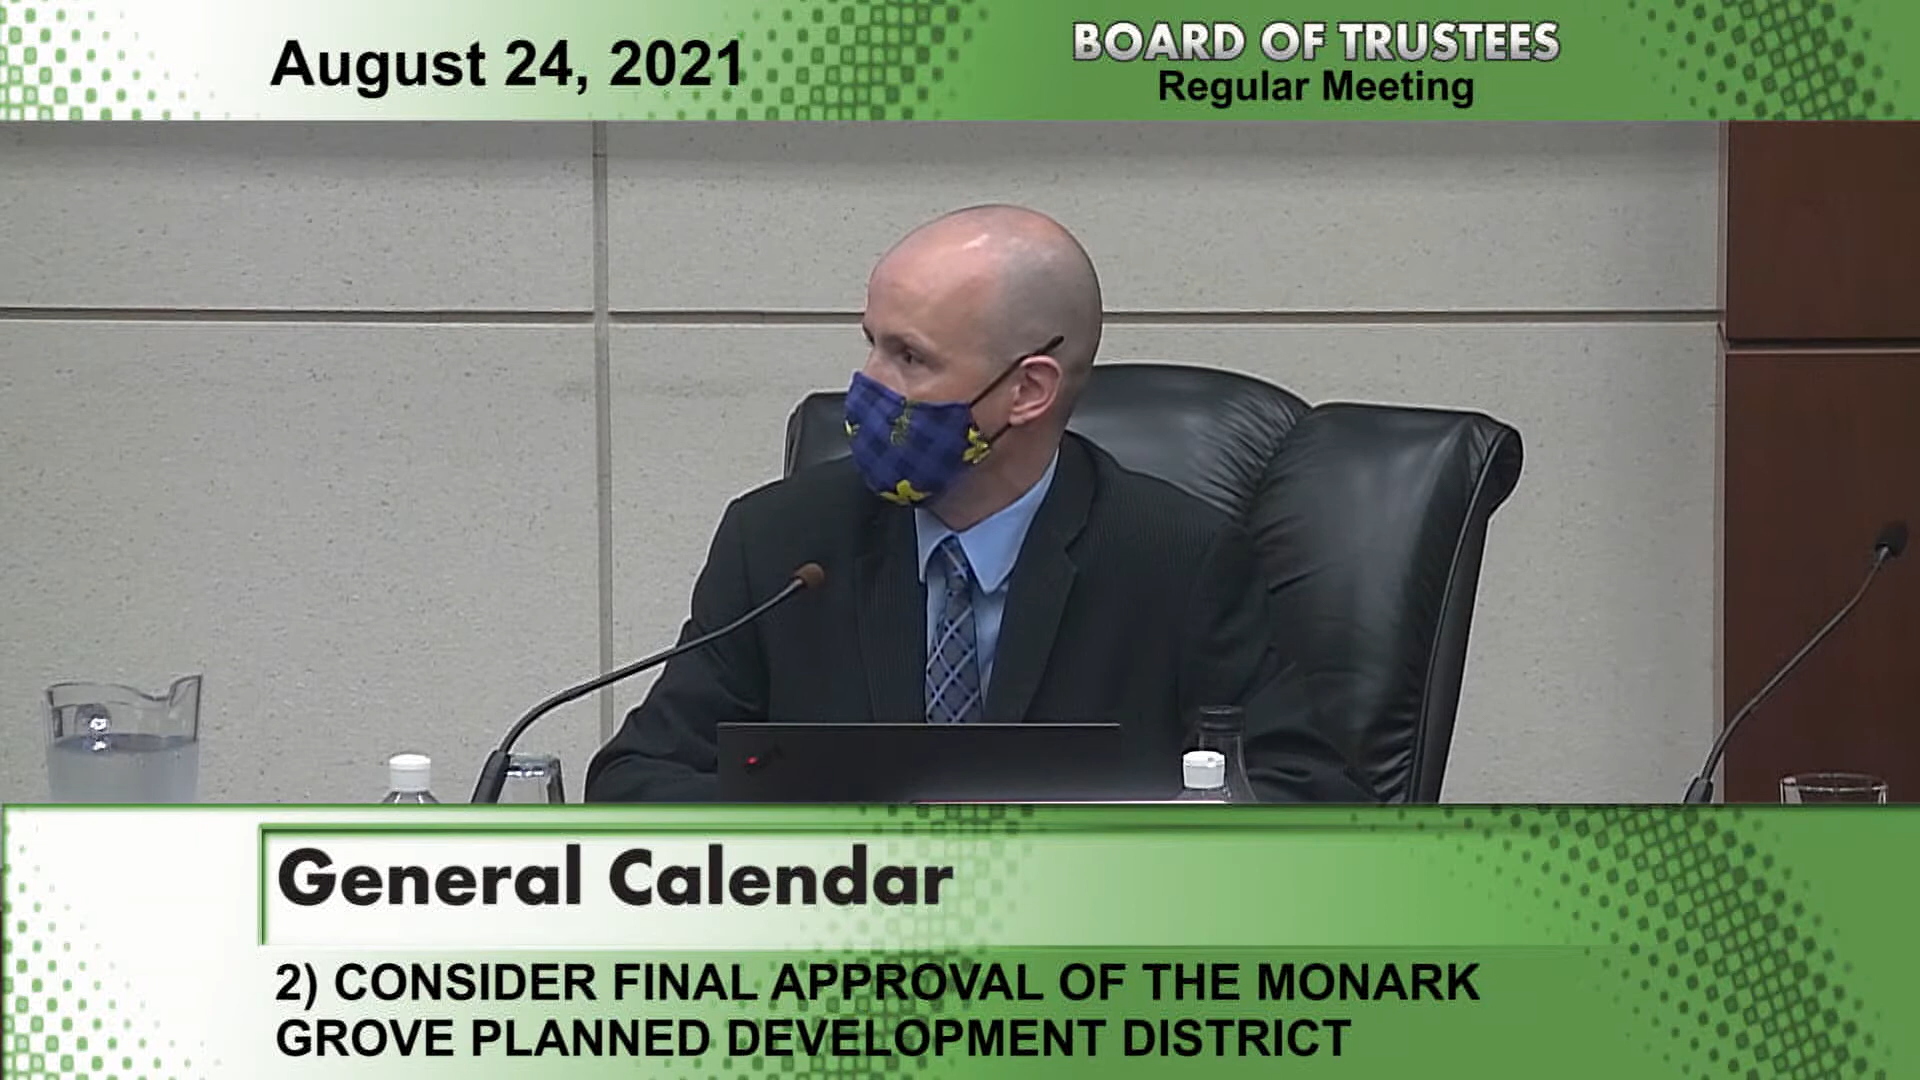 August 24, 2021
BOARD OF TRUSTEES
Regular Meeting
General Calendar
2) CONSIDER FINAL APPROVAL OF THE MONARK
GROVE PLANNED DEVELOPMENT DISTRICT